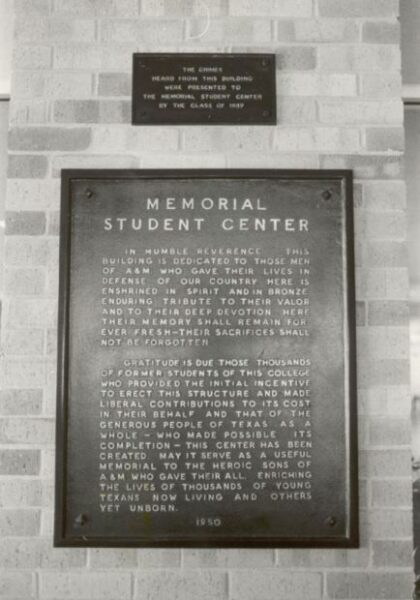 THE CHIMES
HEARD FROM THIS BUILDING
WERE PRESENTED TO
THE MEMORIAL STUDENT CENTER
BY THE CLASS OF
MEMORIAL
STUDENT CENTER
IN HUMBLE REVERENCE THIS
BUILDING IS DEDICATED TO THOSE MEN
OF A&M WHO GAVE THEIR LIVES IN
DEFENSE OF OUR COUNTRY HERE IS
ENSHRINED IN SPIRIT AND IN BRONZE
ENDURING TRIBUTE TO THEIR VALOR
AND TO THEIR DEEP DEVOTION HERE
THEIR MEMORY SHALL REMAIN FOR
EVER FRESH-THEIR SACRIFICES SHALL
NOT BE FORGOTTEN
GRATITUDE IS DUE THOSE THOUSANDS
OF FORMER STUDENTS OF THIS COLLEGE
WHO PROVIDED THE INITIAL INCENTIVE
TO ERECT THIS STRUCTURE AND MADE
LIBERAL CONTRIBUTIONS TO ITS COST
IN THEIR BEHALF AND THAT OF THE
GENEROUS PEOPLE OF TEXAS AS A
WHOLE - WHO MADE POSSIBLE ITS
COMPLETION - THIS CENTER HAS BEEN
CREATED. MAY IT SERVE AS A USEFUL
MEMORIAL TO THE HEROIC SONS OF
A&M WHO GAVE THEIR ALL. ENRICHING
THE LIVES OF THOUSANDS OF YOUNG
TEXANS NOW LIVING AND OTHERS
YET UNBORN.
1950